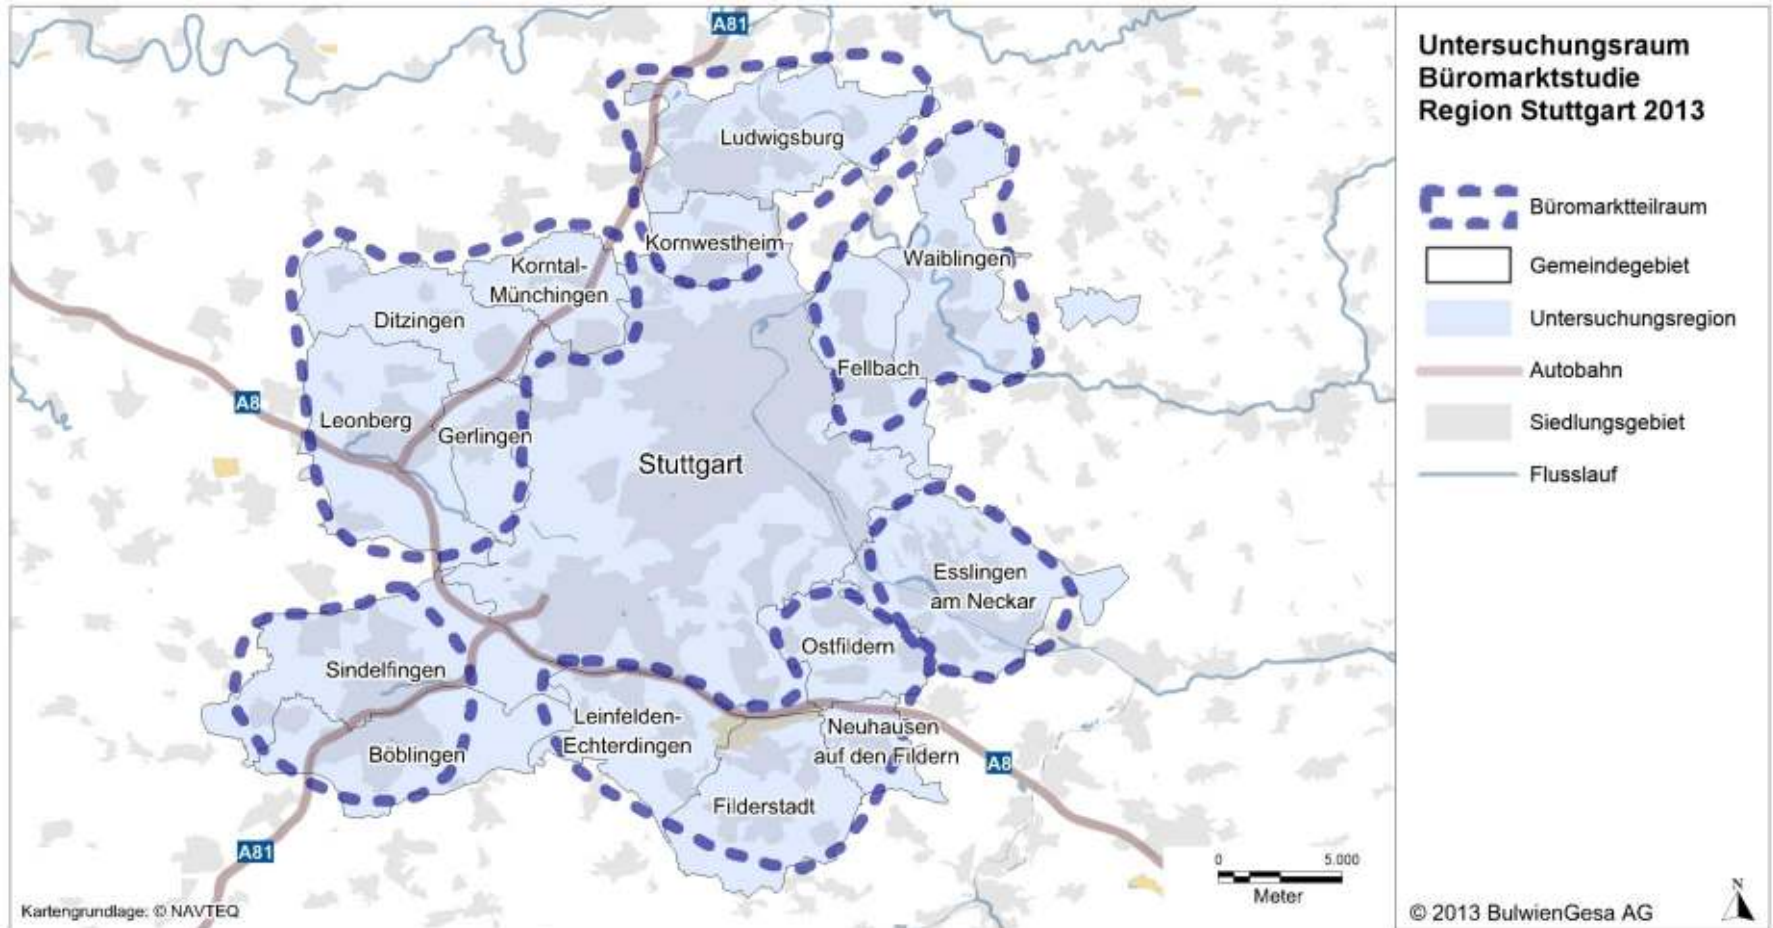 A81
Ludwigsburg
Kornwestheim
Waiblingen
Korntal-
Münchingen
Ditzingen
Fellbach
A8
Leonberg
Gerlingen
Stuttgart
Esslingen
am Neckar
Ostfildern
Sindelfingen
Leinfelden-
Echterdingen
Neuhausen
auf den Fildern
Böblingen
A8
Filderstadt
A81
0 5.000
Meter
Kartengrundlage: © NAVTEQ
Untersuchungsraum
Büromarktstudie
Region Stuttgart 2013
Büromarktteilraum
Gemeindegebiet
Untersuchungsregion
Autobahn
Siedlungsgebiet
Flusslauf
N
© 2013 BulwienGesa AG